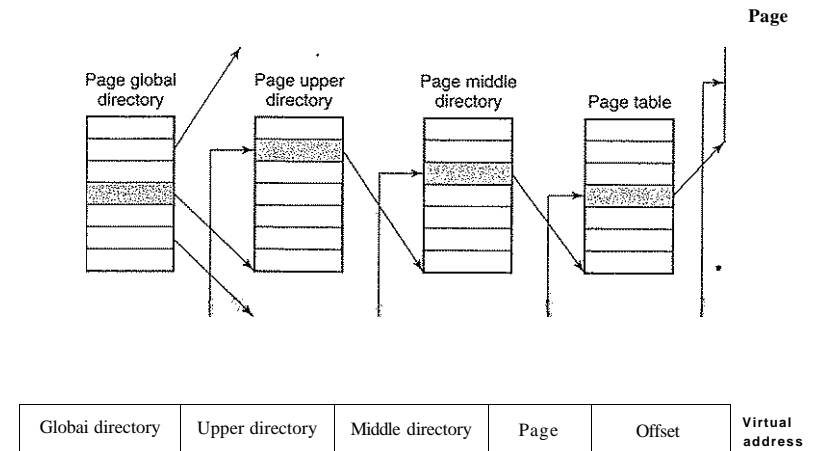 Page
Page global
directory
Page upper
directory
Page middle
directory
Page table
Globai directory
Upper directory
Middle directory
Page
Offset
Virtual
address